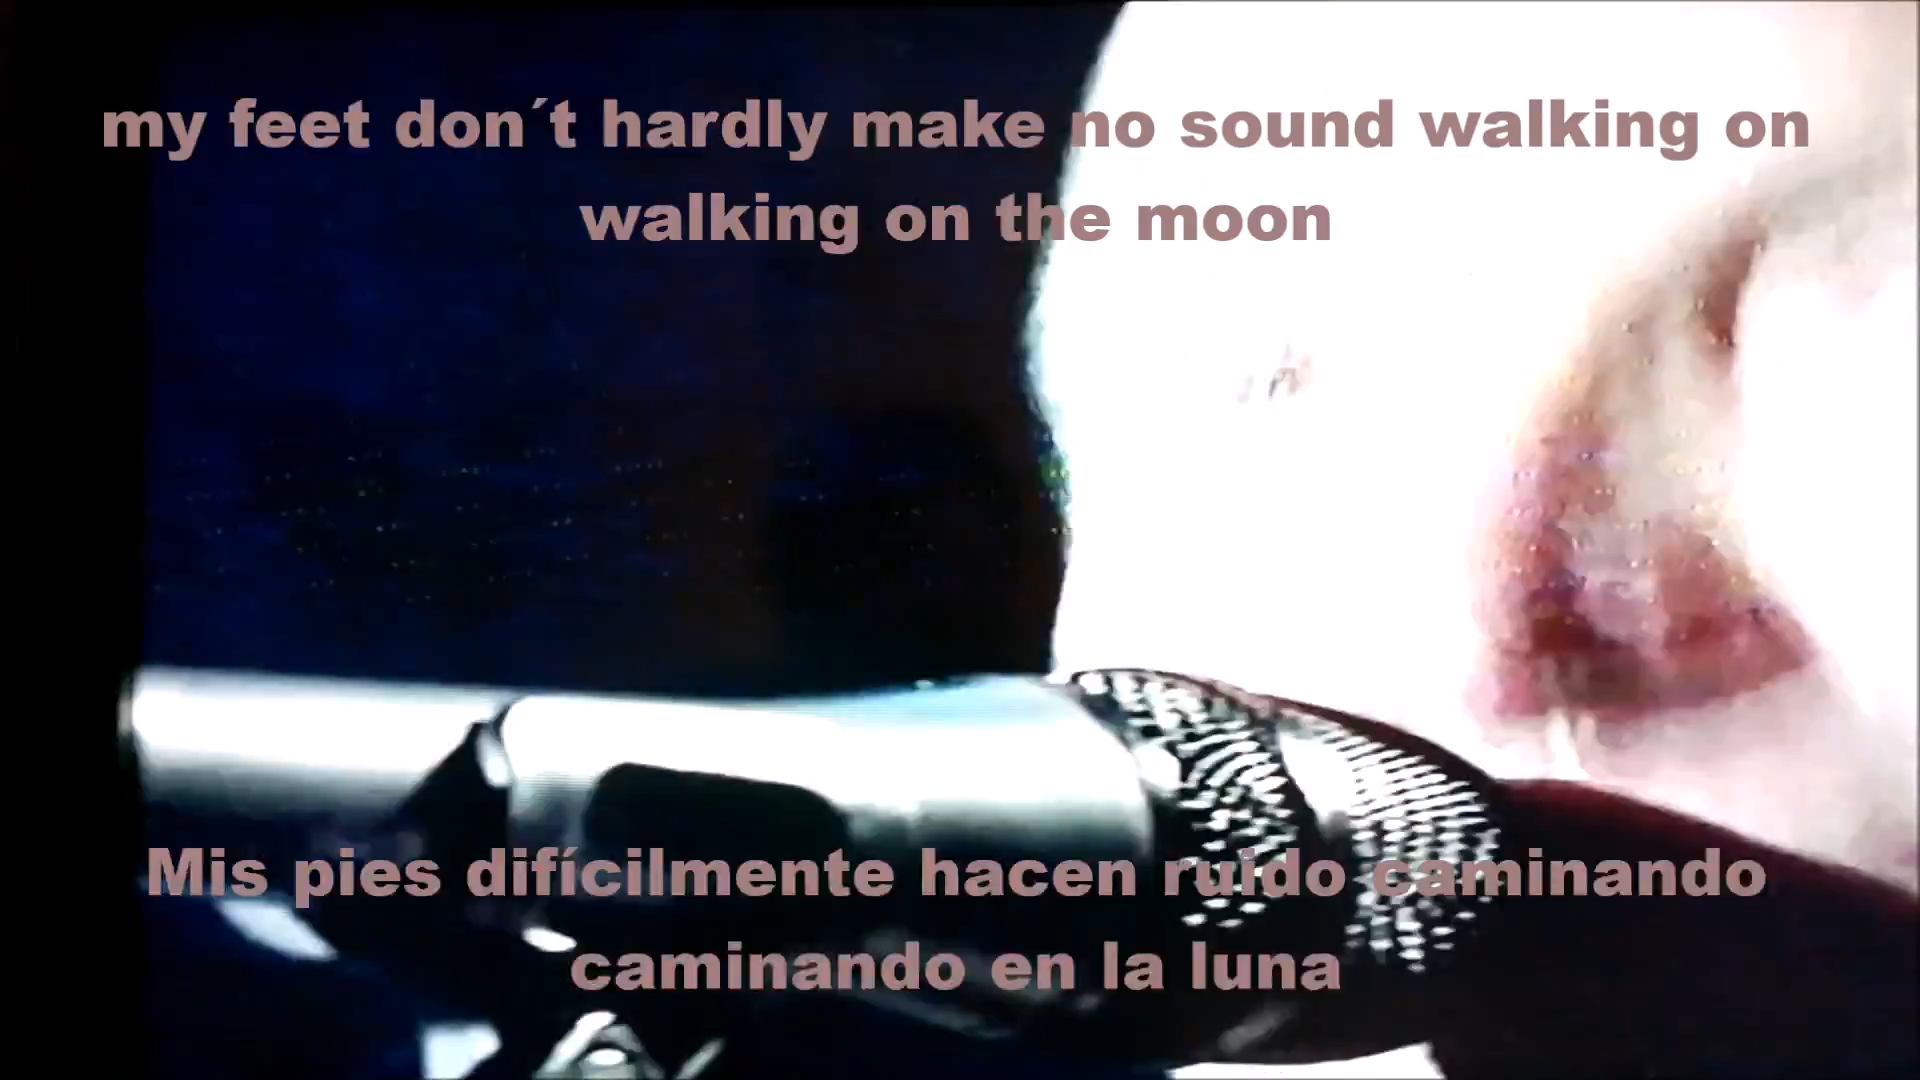 my feet don´t hardly make no sound walking on
walking on the moon
Mis pies difícilmente hacen ruido caminando
caminando en la luna